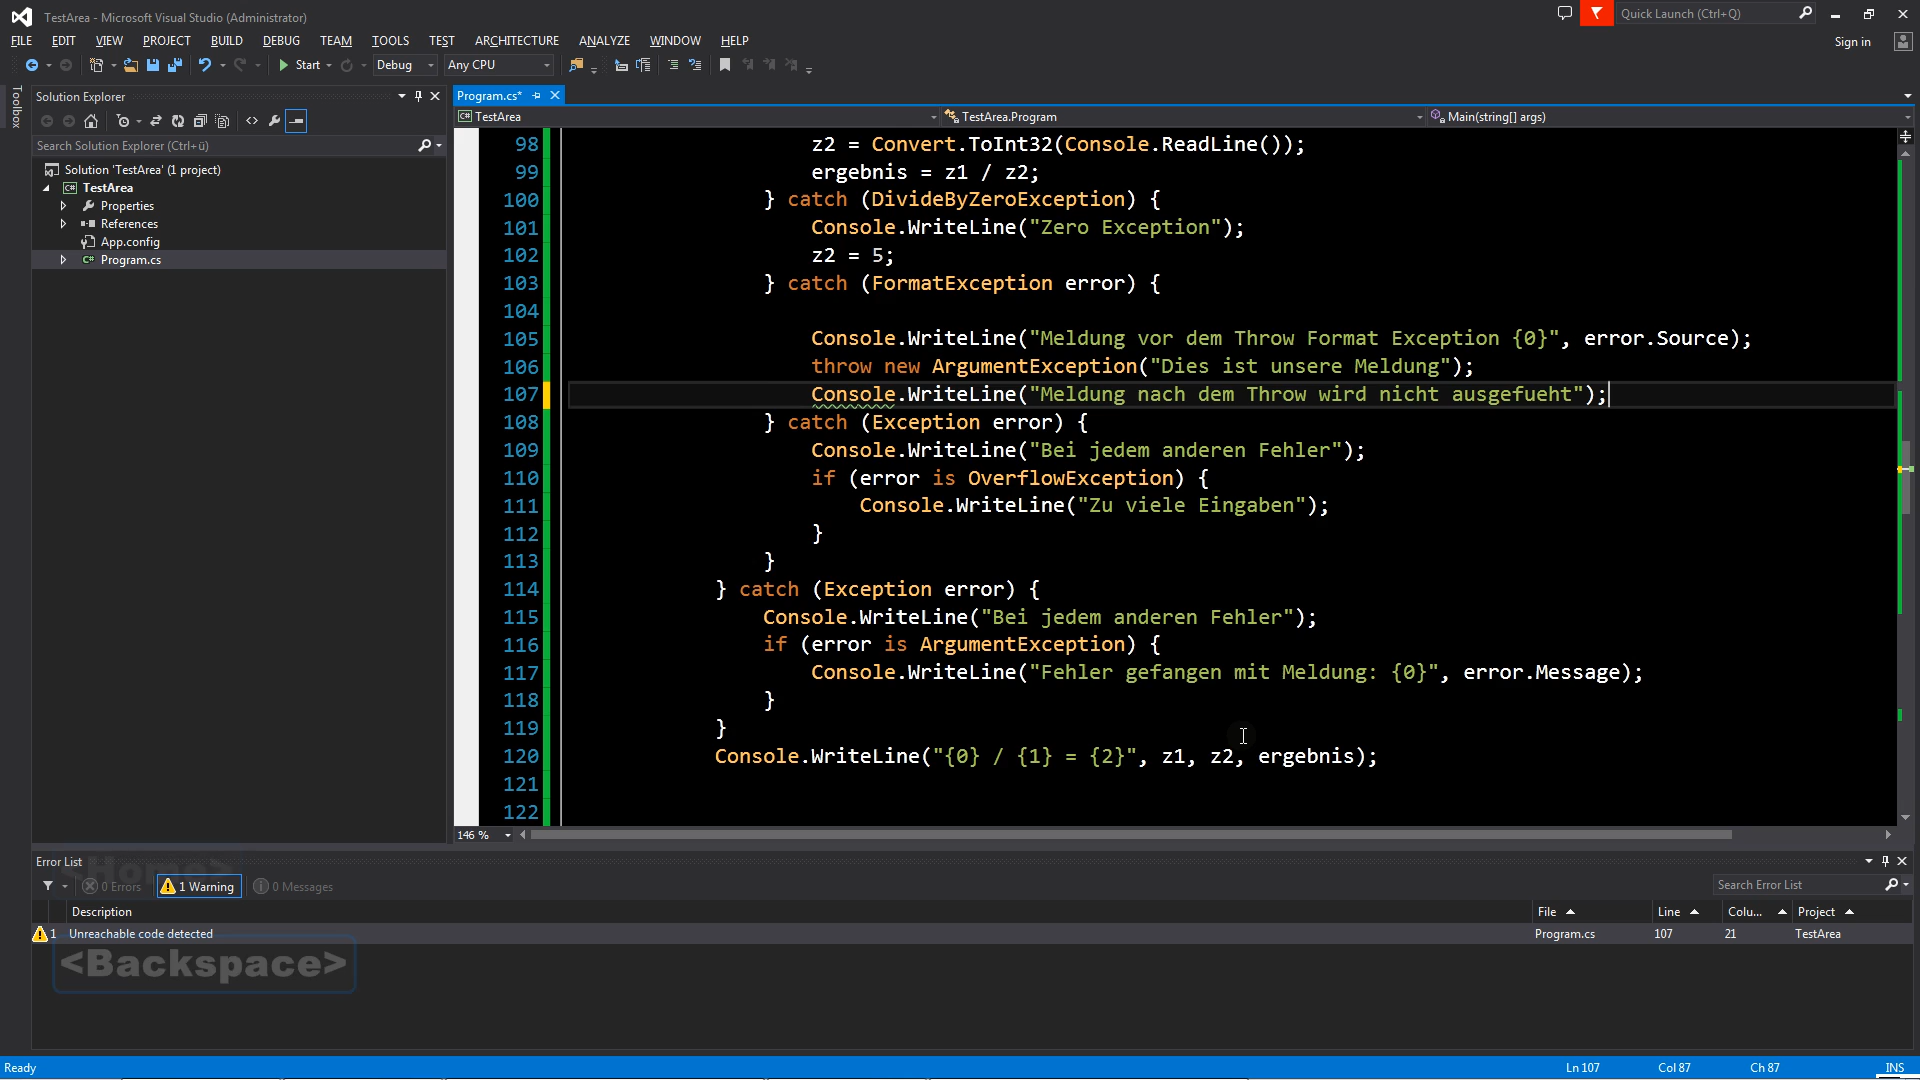 TestArea - Microsoft Visual Studio (Administrator)
Quick Launch (Ctrl+Q)
FILE EDIT VIEW PROJECT BUILD DEBUG TEAM TOOLS TEST ARCHITECTURE ANALYZE WINDOW HELP
Sign in
Start Debug Any CPU
Toolbox
Solution Explorer
Search Solution Explorer (Ctrl+ü)
Solution 'TestArea' (1 project)
TestArea
Properties
References
App.config
Program.cs
Program.cs*
TestArea TestArea.Program Main(string[] args)
98 z2 = Convert.ToInt32(Console.ReadLine());
99 ergebnis = z1 / z2;
100 } catch (DivideByZeroException) {
101 Console.WriteLine("Zero Exception");
102 z2 = 5;
103 } catch (FormatException error) {
104
105 Console.WriteLine("Meldung vor dem Throw Format Exception {0}", error.Source);
106 throw new ArgumentException("Dies ist unsere Meldung");
107 Console.WriteLine("Meldung nach dem Throw wird nicht ausgefueht");
108 } catch (Exception error) {
109 Console.WriteLine("Bei jedem anderen Fehler");
110 if (error is OverflowException) {
111 Console.WriteLine("Zu viele Eingaben");
112 }
113 }
114 } catch (Exception error) {
115 Console.WriteLine("Bei jedem anderen Fehler");
116 if (error is ArgumentException) {
117 Console.WriteLine("Fehler gefangen mit Meldung: {0}", error.Message);
118 }
119 }
120 Console.WriteLine("{0} / {1} = {2}", z1, z2, ergebnis);
121
122
146 %
Error List
<Home>
0 Errors 1 Warning 0 Messages
Search Error List
Description File Line Colu... Project
1 Unreachable code detected Program.cs 107 21 TestArea
<Backspace>
Ready Ln 107 Col 87 Ch 87 INS